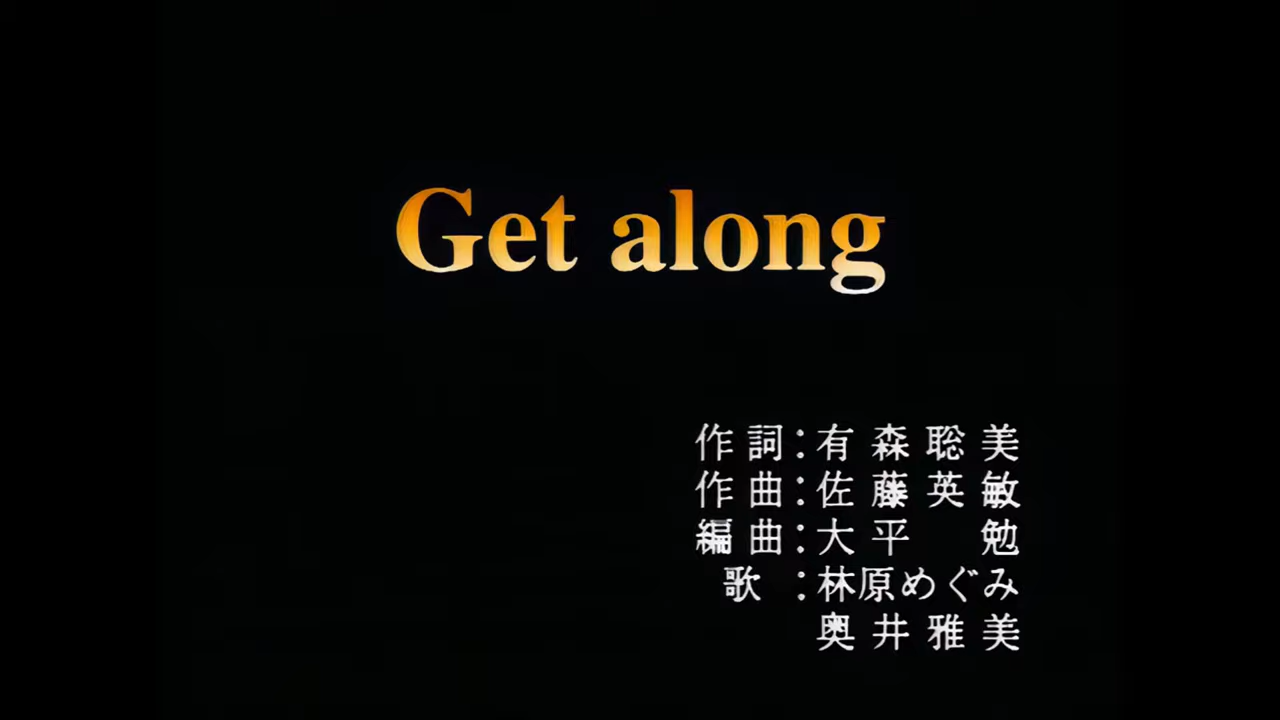 Get along
作詞：有森聡美
作曲：佐藤英敏
編曲：大平　勉
歌　：林原めぐみ
奥井雅美